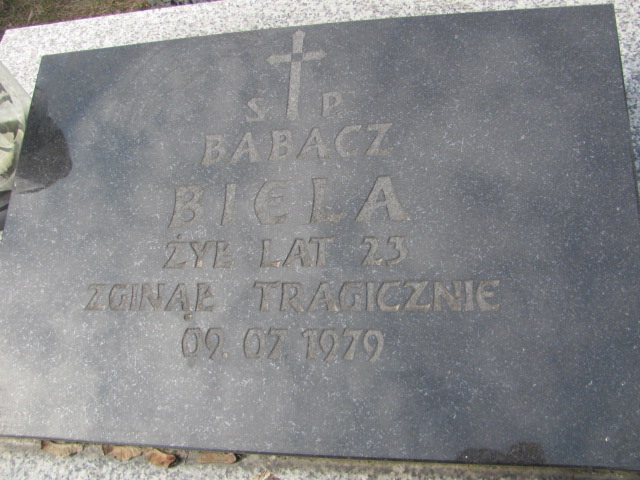 S P
BABACZ
BIELA
ŻYŁ LAT 23
ZGINĄŁ TRAGICZNIE
09.07.1979